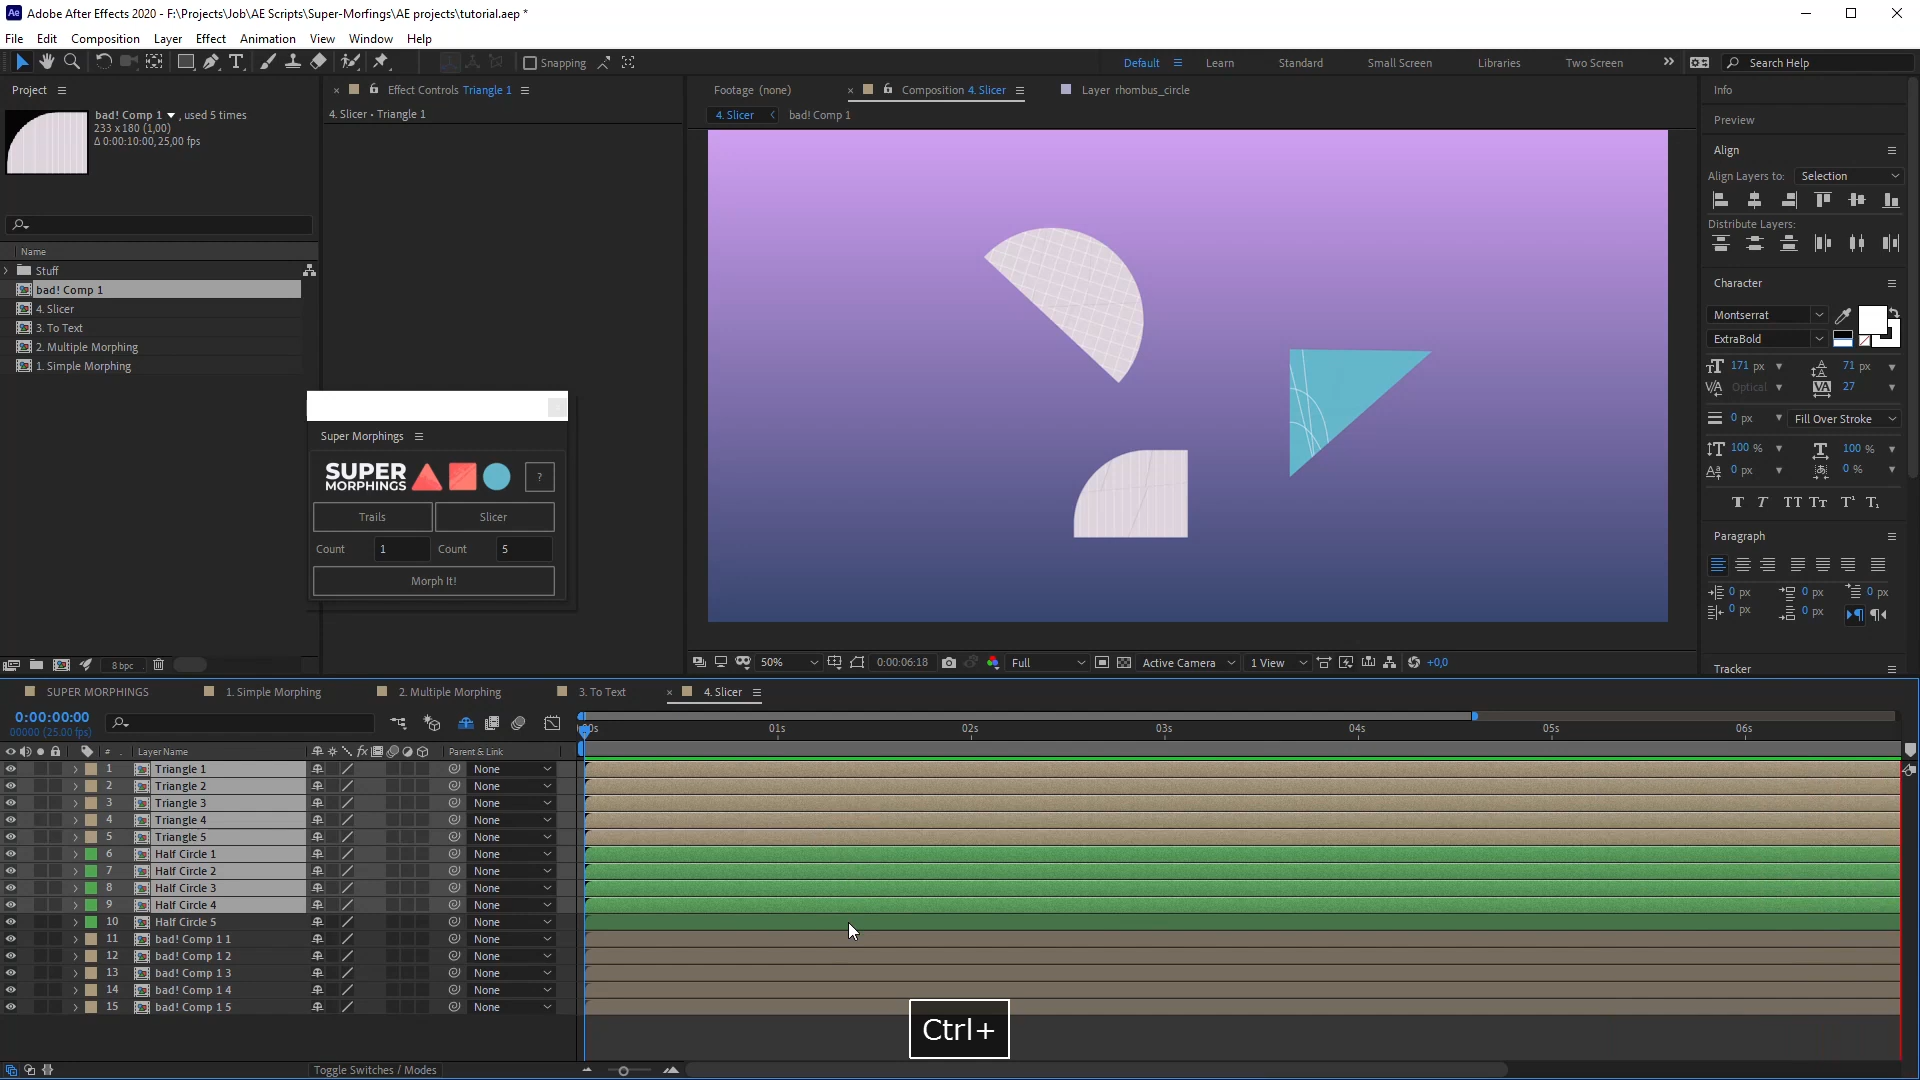 Adobe After Effects 2020 - F:\Projects\Job\AE Scripts\Super-Morfings\AE projects\tutorial.aep *
File Edit Composition Layer Effect Animation View Window Help
Snapping Default Learn Standard Small Screen Libraries Two Screen Search Help
Project
bad! Comp 1 , used 5 times
233 x 180 (1,00)
Δ 0:00:10:00, 25,00 fps
Name
Stuff
bad! Comp 1
4. Slicer
3. To Text
2. Multiple Morphing
1. Simple Morphing
8 bpc
Effect Controls Triangle 1
4. Slicer • Triangle 1
Super Morphings
SUPER
MORPHINGS
?
Trails Slicer
Count 1 Count 5
Morph It!
Footage (none) Composition 4. Slicer Layer rhombus_circle
4. Slicer bad! Comp 1
50% 0:00:06:18 Full Active Camera 1 View +0,0
Info
Preview
Align
Align Layers to: Selection
Distribute Layers:
Character
Montserrat
ExtraBold
171 px 71 px
Optical 27
0 px Fill Over Stroke
100 % 100 %
0 px 0 %
Paragraph
0 px 0 px 0 px
0 px 0 px
Tracker
SUPER MORPHINGS 1. Simple Morphing 2. Multiple Morphing 3. To Text 4. Slicer
0:00:00:00
00000 (25.00 fps)
:00s 01s 02s 03s 04s 05s 06s
# Layer Name Parent & Link
1 Triangle 1 None
2 Triangle 2 None
3 Triangle 3 None
4 Triangle 4 None
5 Triangle 5 None
6 Half Circle 1 None
7 Half Circle 2 None
8 Half Circle 3 None
9 Half Circle 4 None
10 Half Circle 5 None
11 bad! Comp 1 1 None
12 bad! Comp 1 2 None
13 bad! Comp 1 3 None
14 bad! Comp 1 4 None
15 bad! Comp 1 5 None
Ctrl+
Toggle Switches / Modes